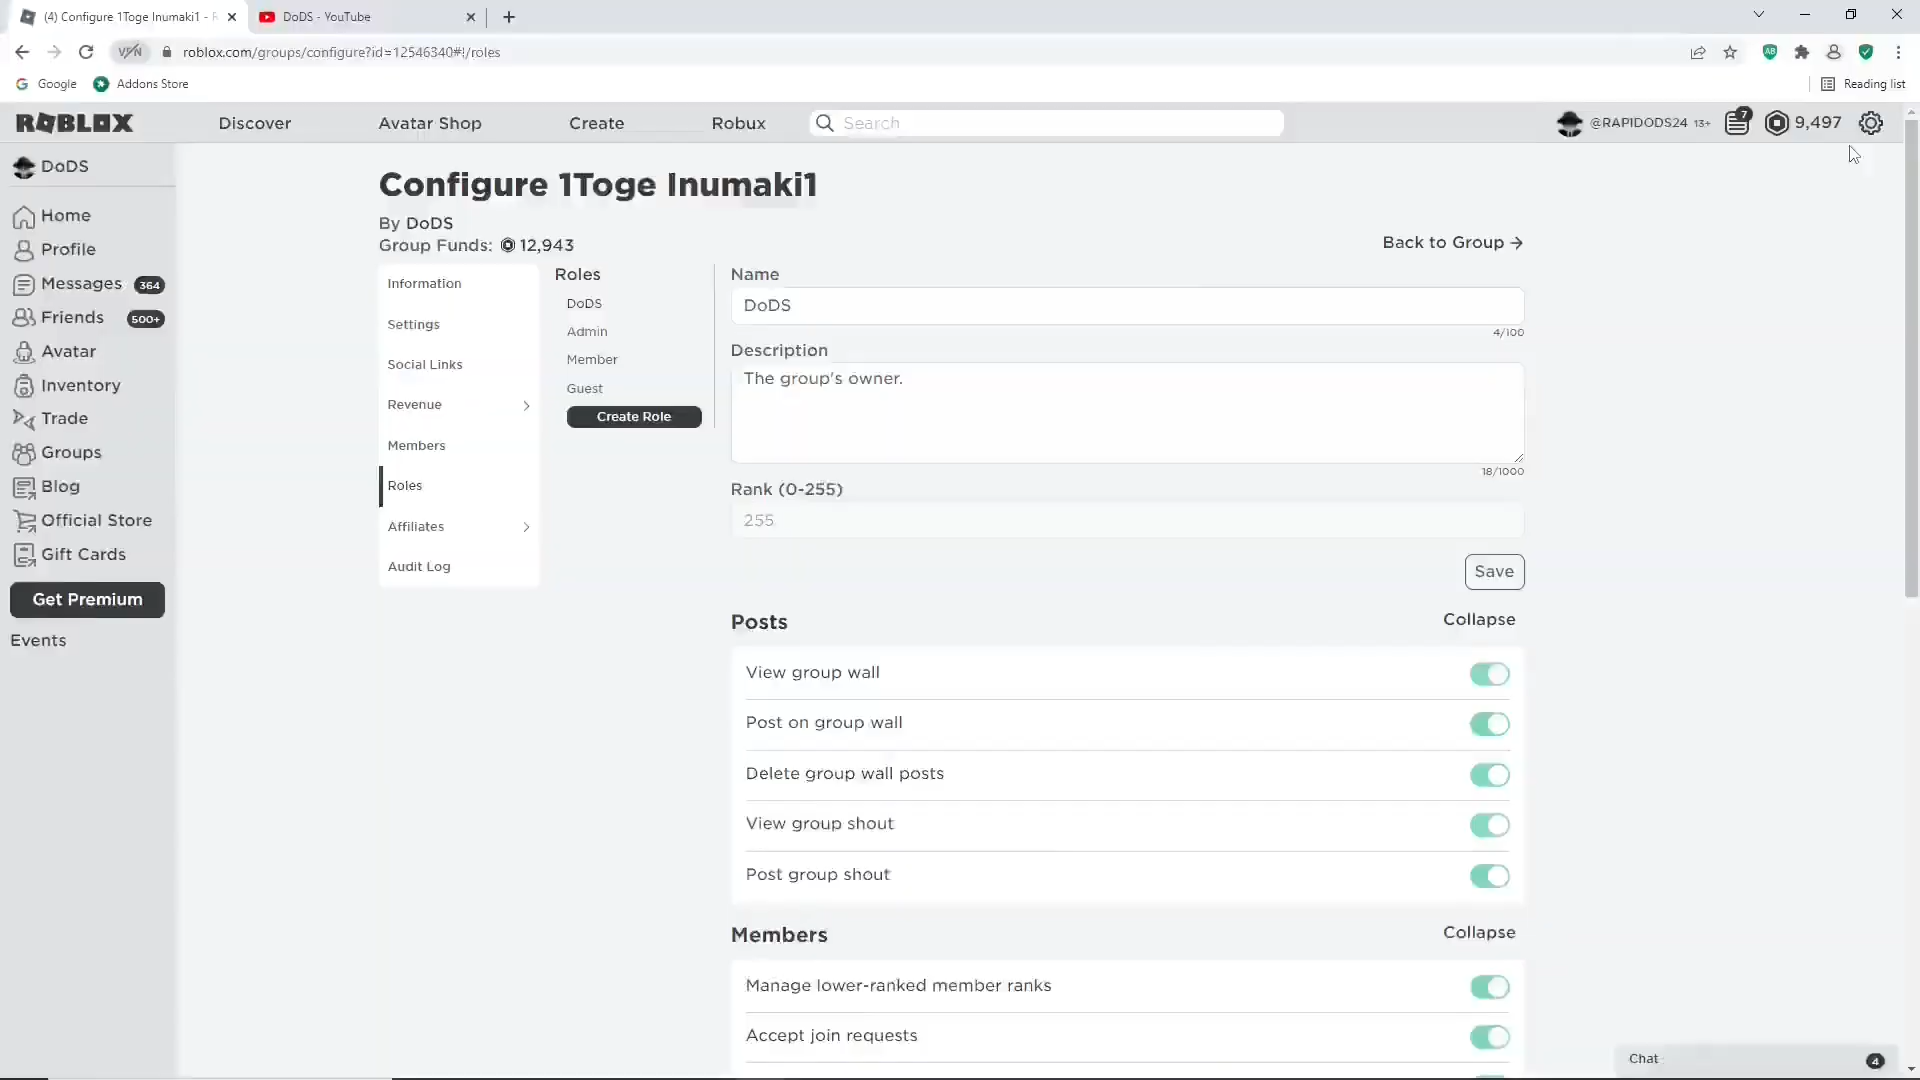 (4) Configure 1Toge Inumaki1 - R
DoDS - YouTube
VPN
roblox.com/groups/configure?id=12546340#!/roles
Google
Addons Store
Reading list
ROBLOX
Discover
Avatar Shop
Create
Robux
Search
@RAPIDODS24 13+
7
9,497
DoDS
Home
Profile
Messages 364
Friends 500+
Avatar
Inventory
Trade
Groups
Blog
Official Store
Gift Cards
Get Premium
Events
Configure 1Toge Inumaki1
By DoDS
Group Funds: 12,943
Back to Group →
Information
Settings
Social Links
Revenue
Members
Roles
Affiliates
Audit Log
Roles
DoDS
Admin
Member
Guest
Create Role
Name
DoDS
4/100
Description
The group's owner.
18/1000
Rank (0-255)
255
Save
Posts
Collapse
View group wall
Post on group wall
Delete group wall posts
View group shout
Post group shout
Members
Collapse
Manage lower-ranked member ranks
Accept join requests
Chat
4